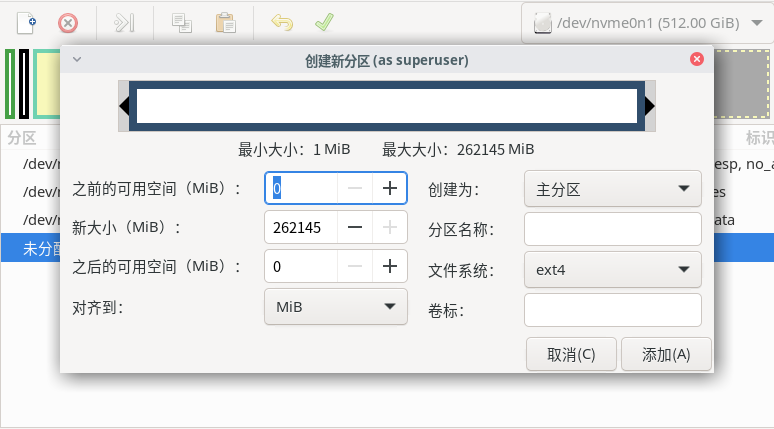 /dev/nvme0n1 (512.00 GiB)
创建新分区 (as superuser)
最小大小：1 MiB 最大大小：262145 MiB
分区 标识
/dev/ esp, no_a
/dev/ es
/dev/ ata
未分配
之前的可用空间（MiB）： 0
创建为： 主分区
新大小（MiB）： 262145
分区名称：
之后的可用空间（MiB）： 0
文件系统： ext4
对齐到： MiB
卷标：
取消(C) 添加(A)